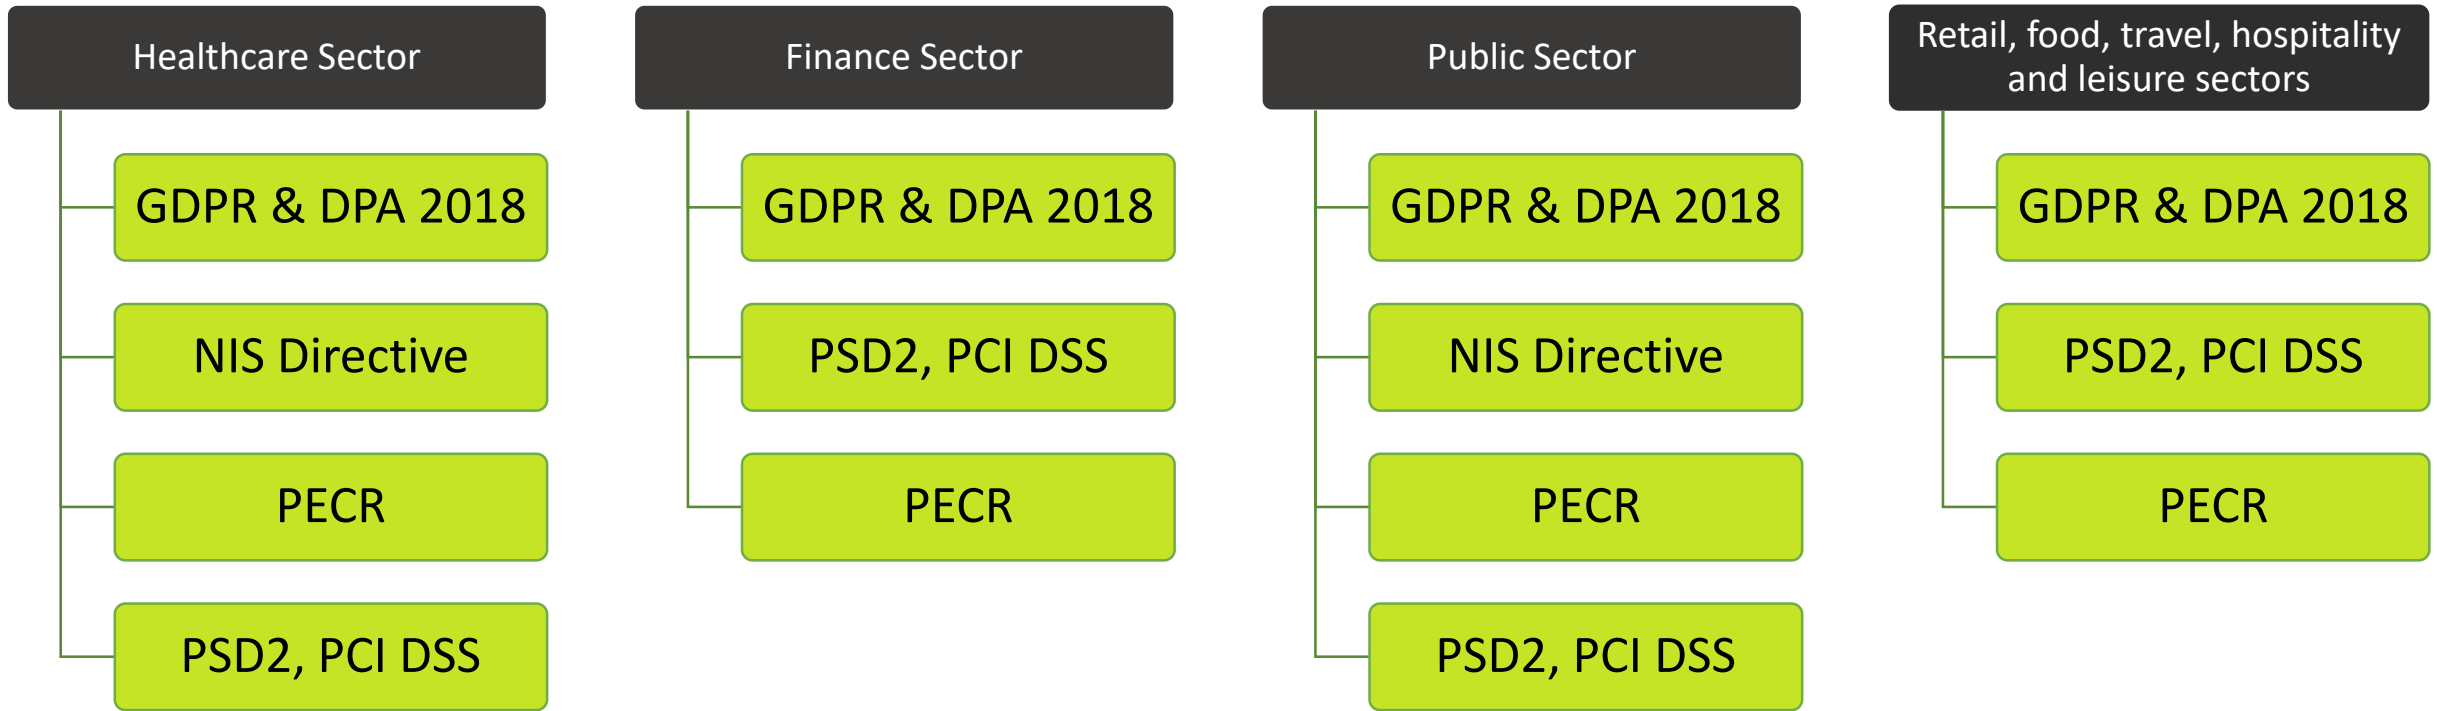 Healthcare Sector
GDPR & DPA 2018
NIS Directive
PECR
PSD2, PCI DSS
Finance Sector
GDPR & DPA 2018
PSD2, PCI DSS
PECR
Public Sector
GDPR & DPA 2018
NIS Directive
PECR
PSD2, PCI DSS
Retail, food, travel, hospitality
and leisure sectors
GDPR & DPA 2018
PSD2, PCI DSS
PECR